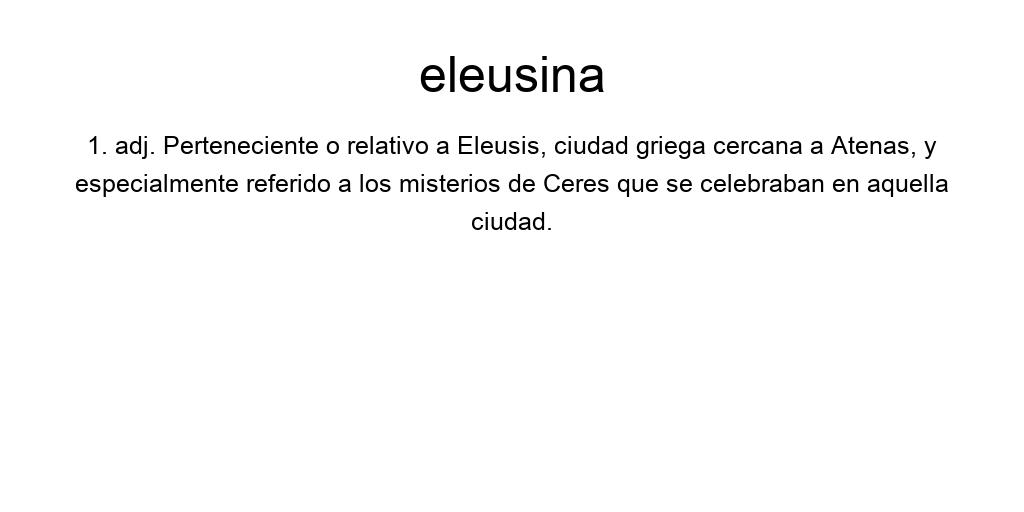 eleusina
1. adj. Perteneciente o relativo a Eleusis, ciudad griega cercana a Atenas, y
especialmente referido a los misterios de Ceres que se celebraban en aquella
ciudad.